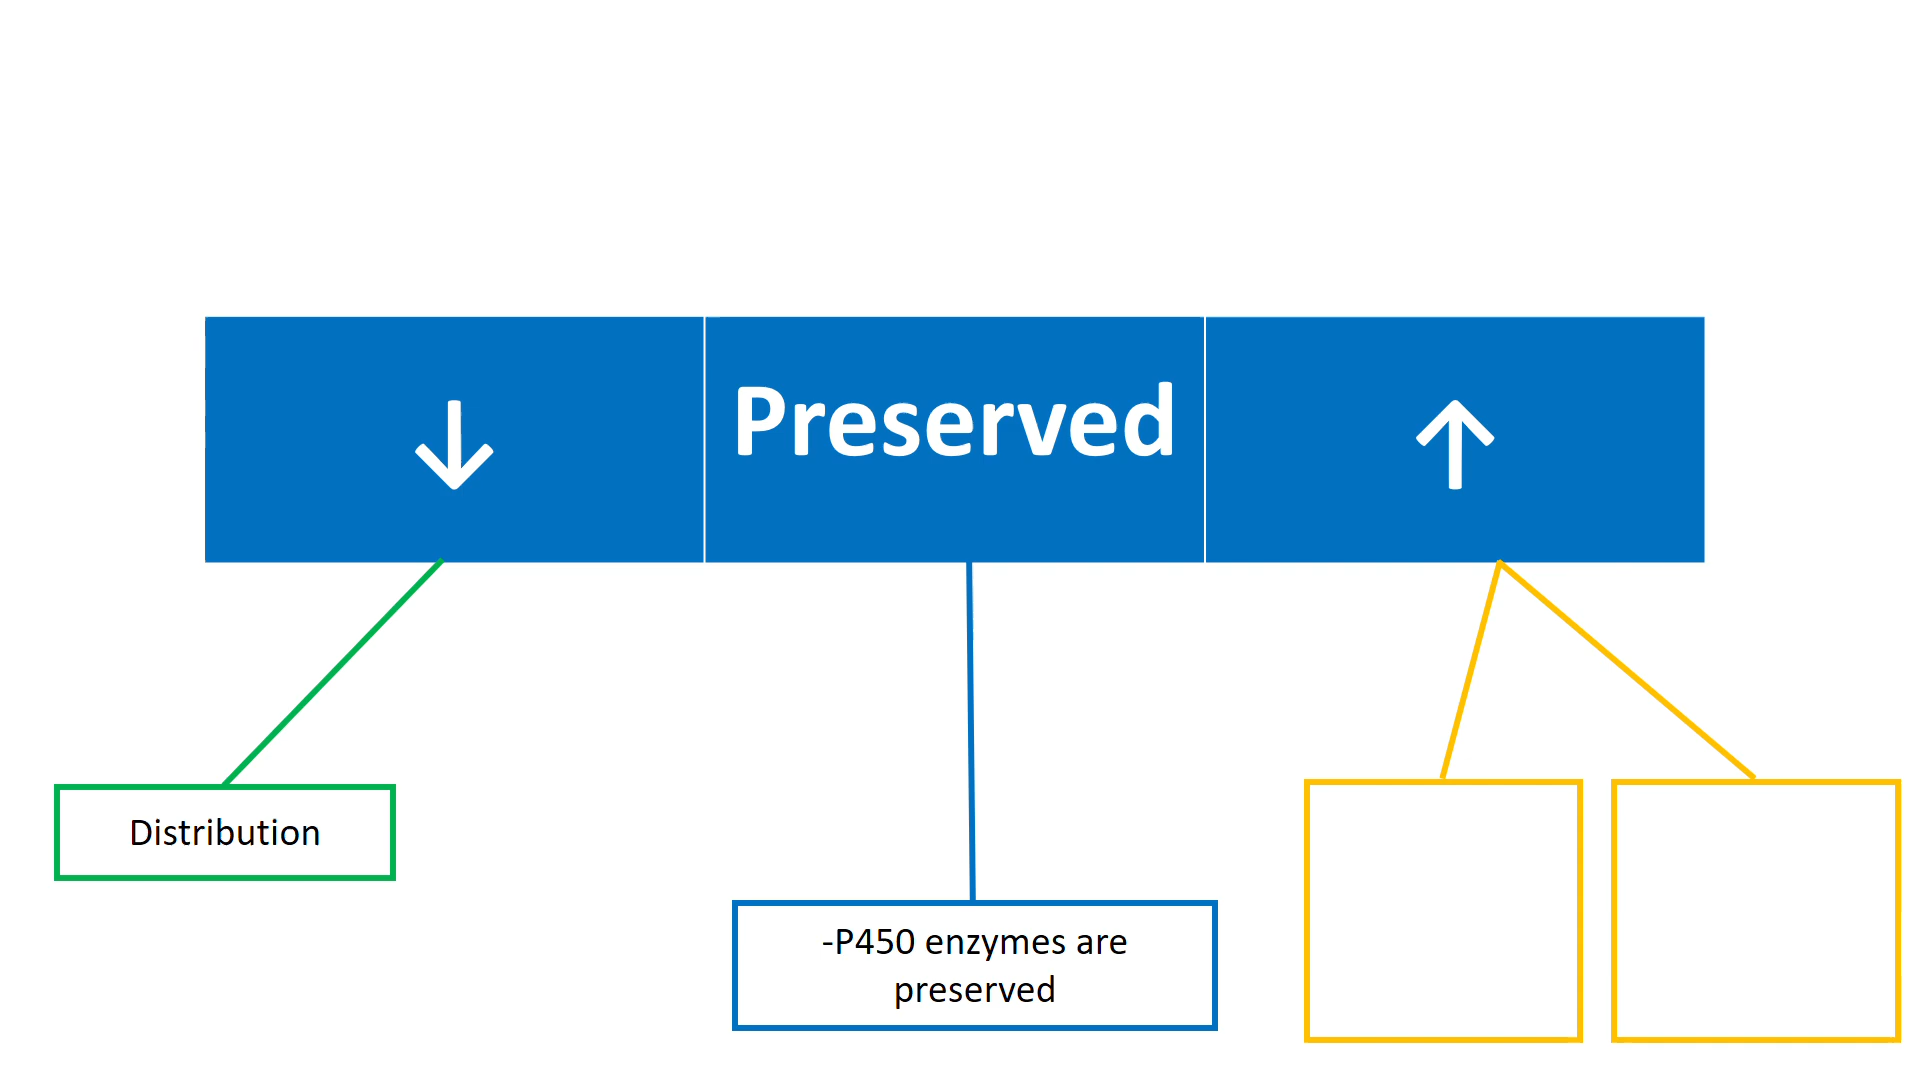 ↓
Preserved
↑
Distribution
-P450 enzymes are
preserved